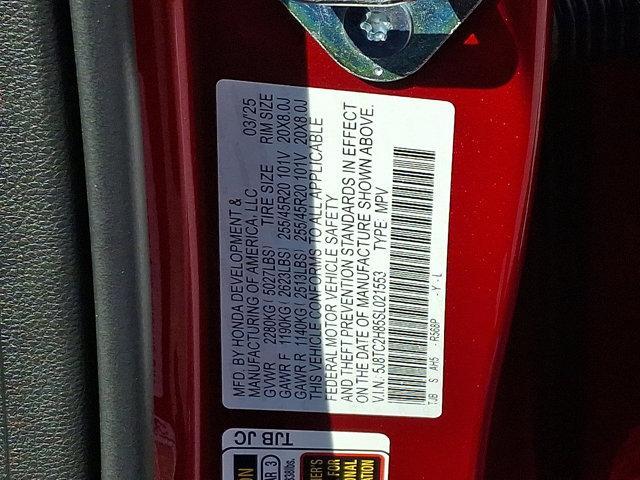 MFD. BY HONDA DEVELOPMENT &
MANUFACTURING OF AMERICA, LLC 03/25
GVWR 2280KG (5027LBS) TIRE SIZE RIM SIZE
GAWR F 1190KG (2623LBS) 255/45R20 101V 20X8.0J
GAWR R 1140KG (2513LBS) 255/45R20 101V 20X8.0J
THIS VEHICLE CONFORMS TO ALL APPLICABLE
FEDERAL MOTOR VEHICLE SAFETY
AND THEFT PREVENTION STANDARDS IN EFFECT
ON THE DATE OF MANUFACTURE SHOWN ABOVE.
V.I.N. 5J8TC2H85SL021553 TYPE: MPV
TJB S AH5 - R568P - Y - L
TJB JC